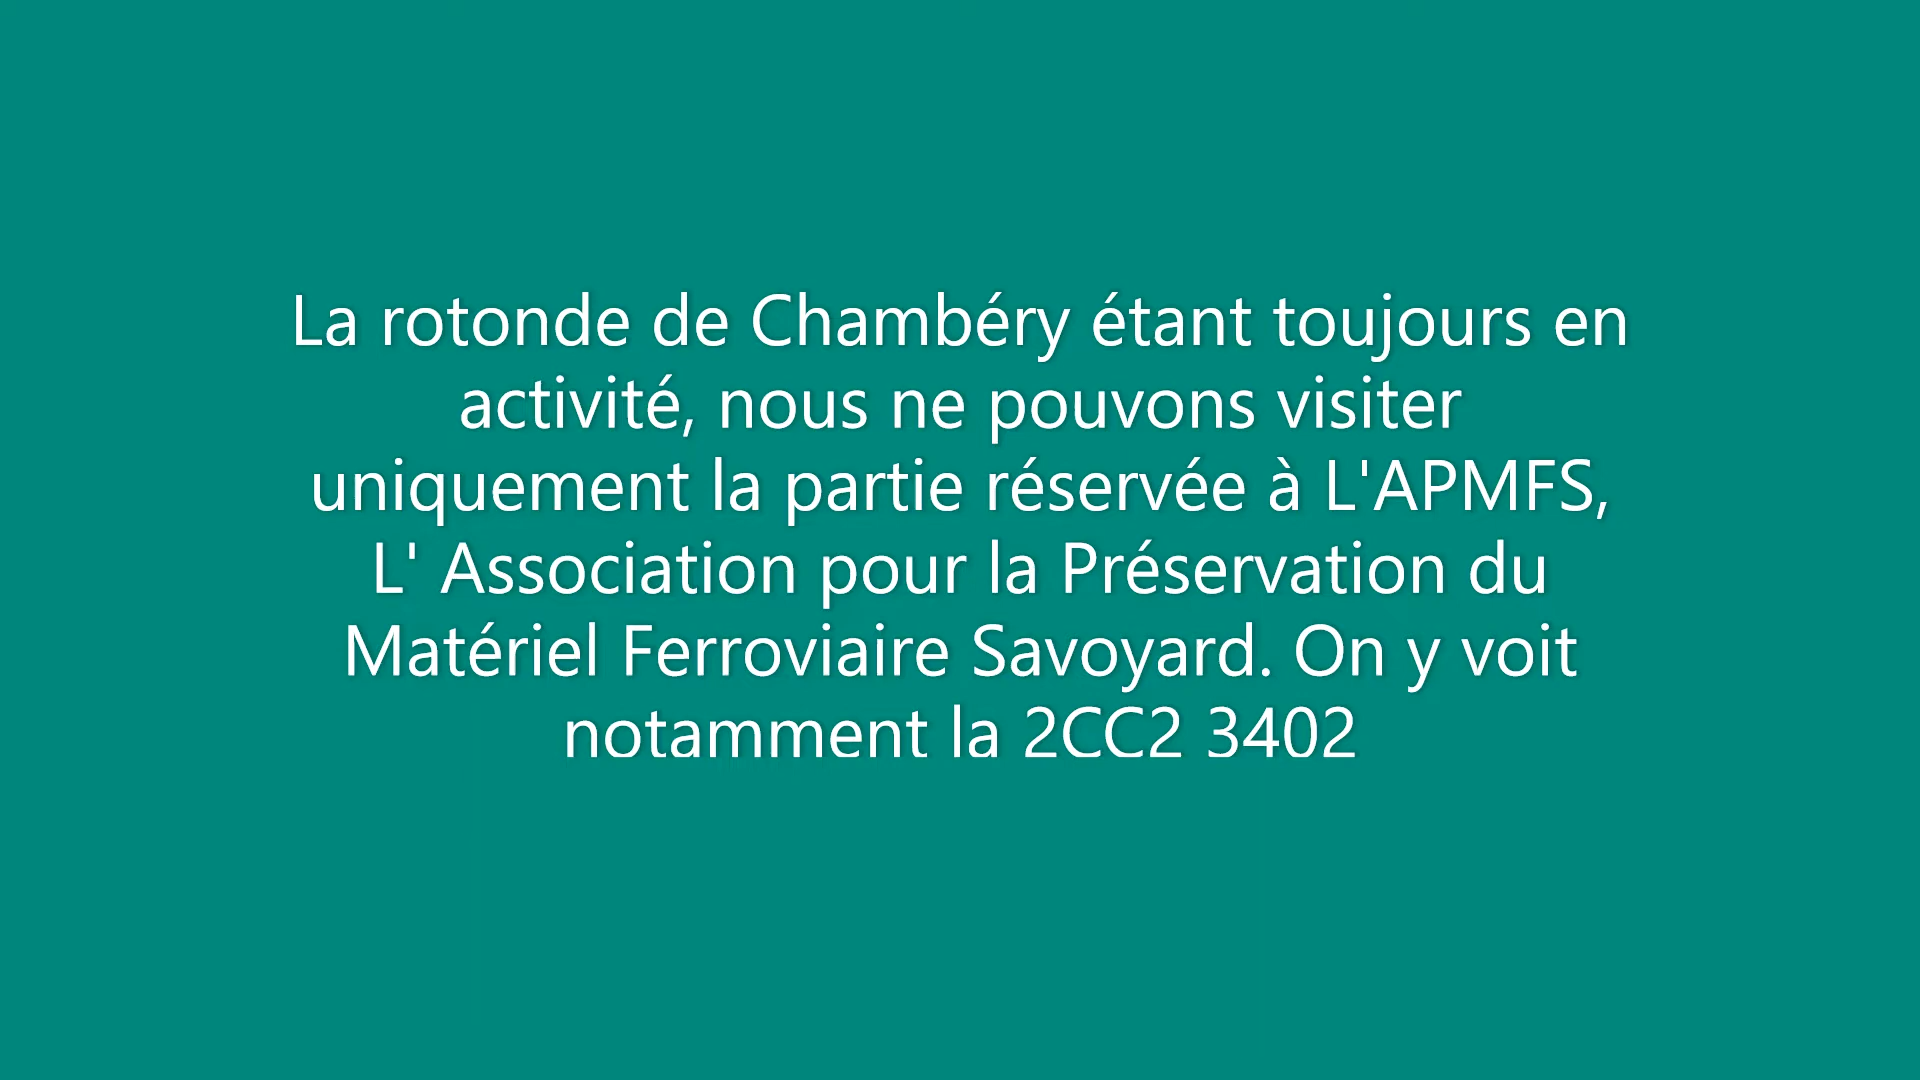 La rotonde de Chambéry étant toujours en
activité, nous ne pouvons visiter
uniquement la partie réservée à L'APMFS,
L' Association pour la Préservation du
Matériel Ferroviaire Savoyard. On y voit
notamment la 2CC2 3402